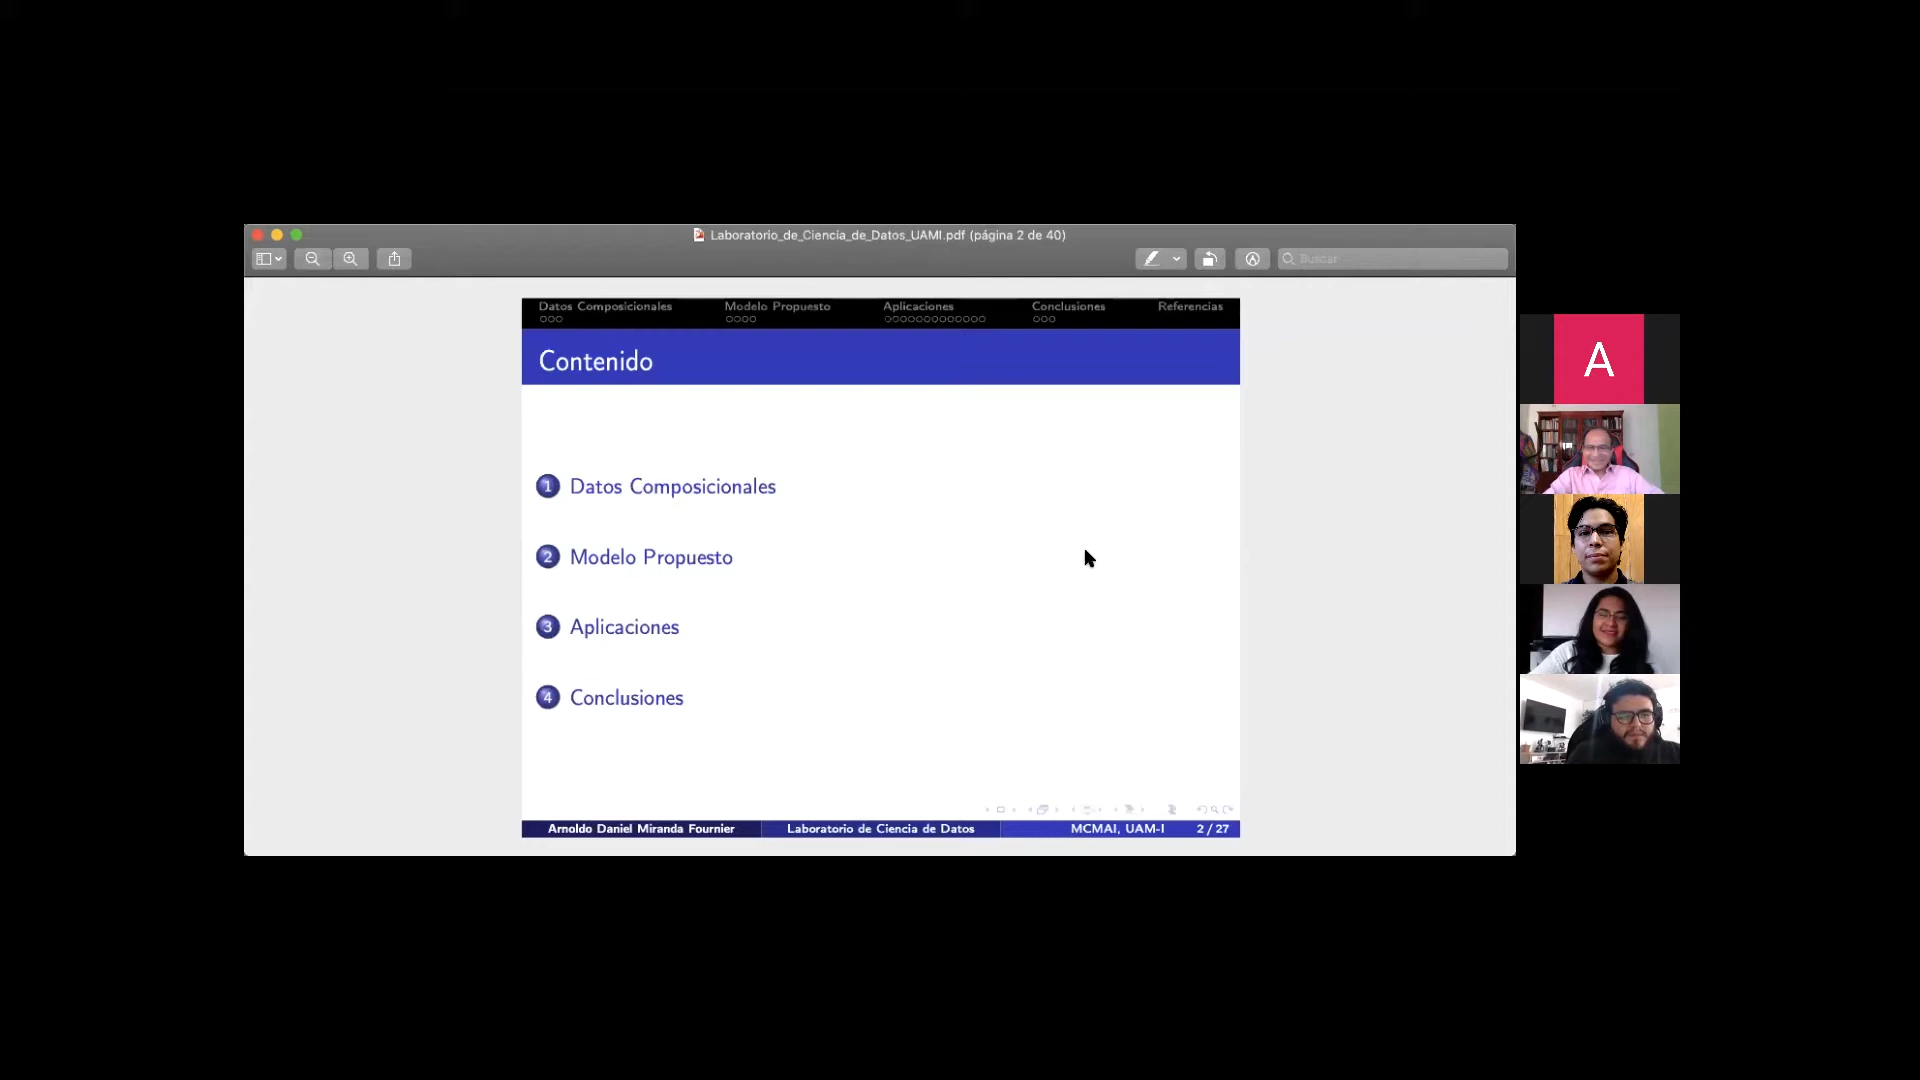 Laboratorio_de_Ciencia_de_Datos_UAMI.pdf (página 2 de 40)
Buscar
Datos Composicionales
Modelo Propuesto
Aplicaciones
Conclusiones
Referencias
Contenido
1 Datos Composicionales
2 Modelo Propuesto
3 Aplicaciones
4 Conclusiones
Arnoldo Daniel Miranda Fournier
Laboratorio de Ciencia de Datos
MCMAI, UAM-I
2 / 27
A